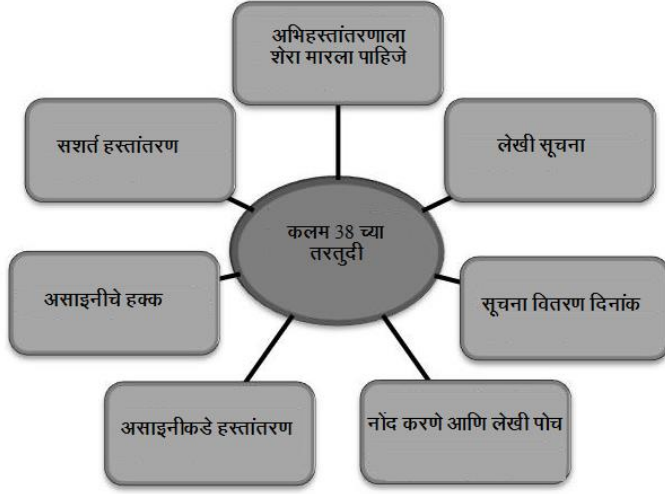 अभिहस्तांतरणाला
शेरा मारला पाहिजे
सशर्त हस्तांतरण
लेखी सूचना
कलम 38 च्या
तरतुदी
असाइनीचे हक्क
सूचना वितरण दिनांक
असाइनीकडे हस्तांतरण
नोंद करणे आणि लेखी पोच